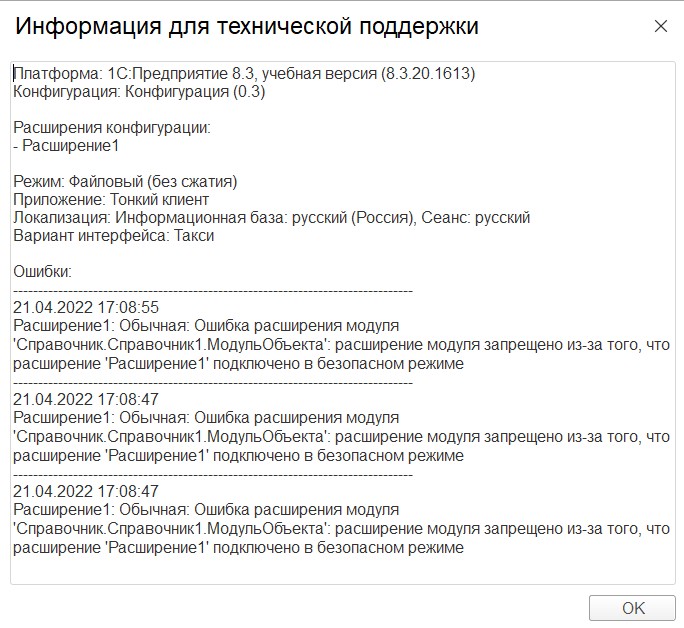 Информация для технической поддержки
Платформа: 1С:Предприятие 8.3, учебная версия (8.3.20.1613)
Конфигурация: Конфигурация (0.3)
Расширения конфигурации:
- Расширение1
Режим: Файловый (без сжатия)
Приложение: Тонкий клиент
Локализация: Информационная база: русский (Россия), Сеанс: русский
Вариант интерфейса: Такси
Ошибки:
--------------------------------------------------------------------------------
21.04.2022 17:08:55
Расширение1: Обычная: Ошибка расширения модуля
'Справочник.Справочник1.МодульОбъекта': расширение модуля запрещено из-за того, что
расширение 'Расширение1' подключено в безопасном режиме
--------------------------------------------------------------------------------
21.04.2022 17:08:47
Расширение1: Обычная: Ошибка расширения модуля
'Справочник.Справочник1.МодульОбъекта': расширение модуля запрещено из-за того, что
расширение 'Расширение1' подключено в безопасном режиме
--------------------------------------------------------------------------------
21.04.2022 17:08:47
Расширение1: Обычная: Ошибка расширения модуля
'Справочник.Справочник1.МодульОбъекта': расширение модуля запрещено из-за того, что
расширение 'Расширение1' подключено в безопасном режиме
OK